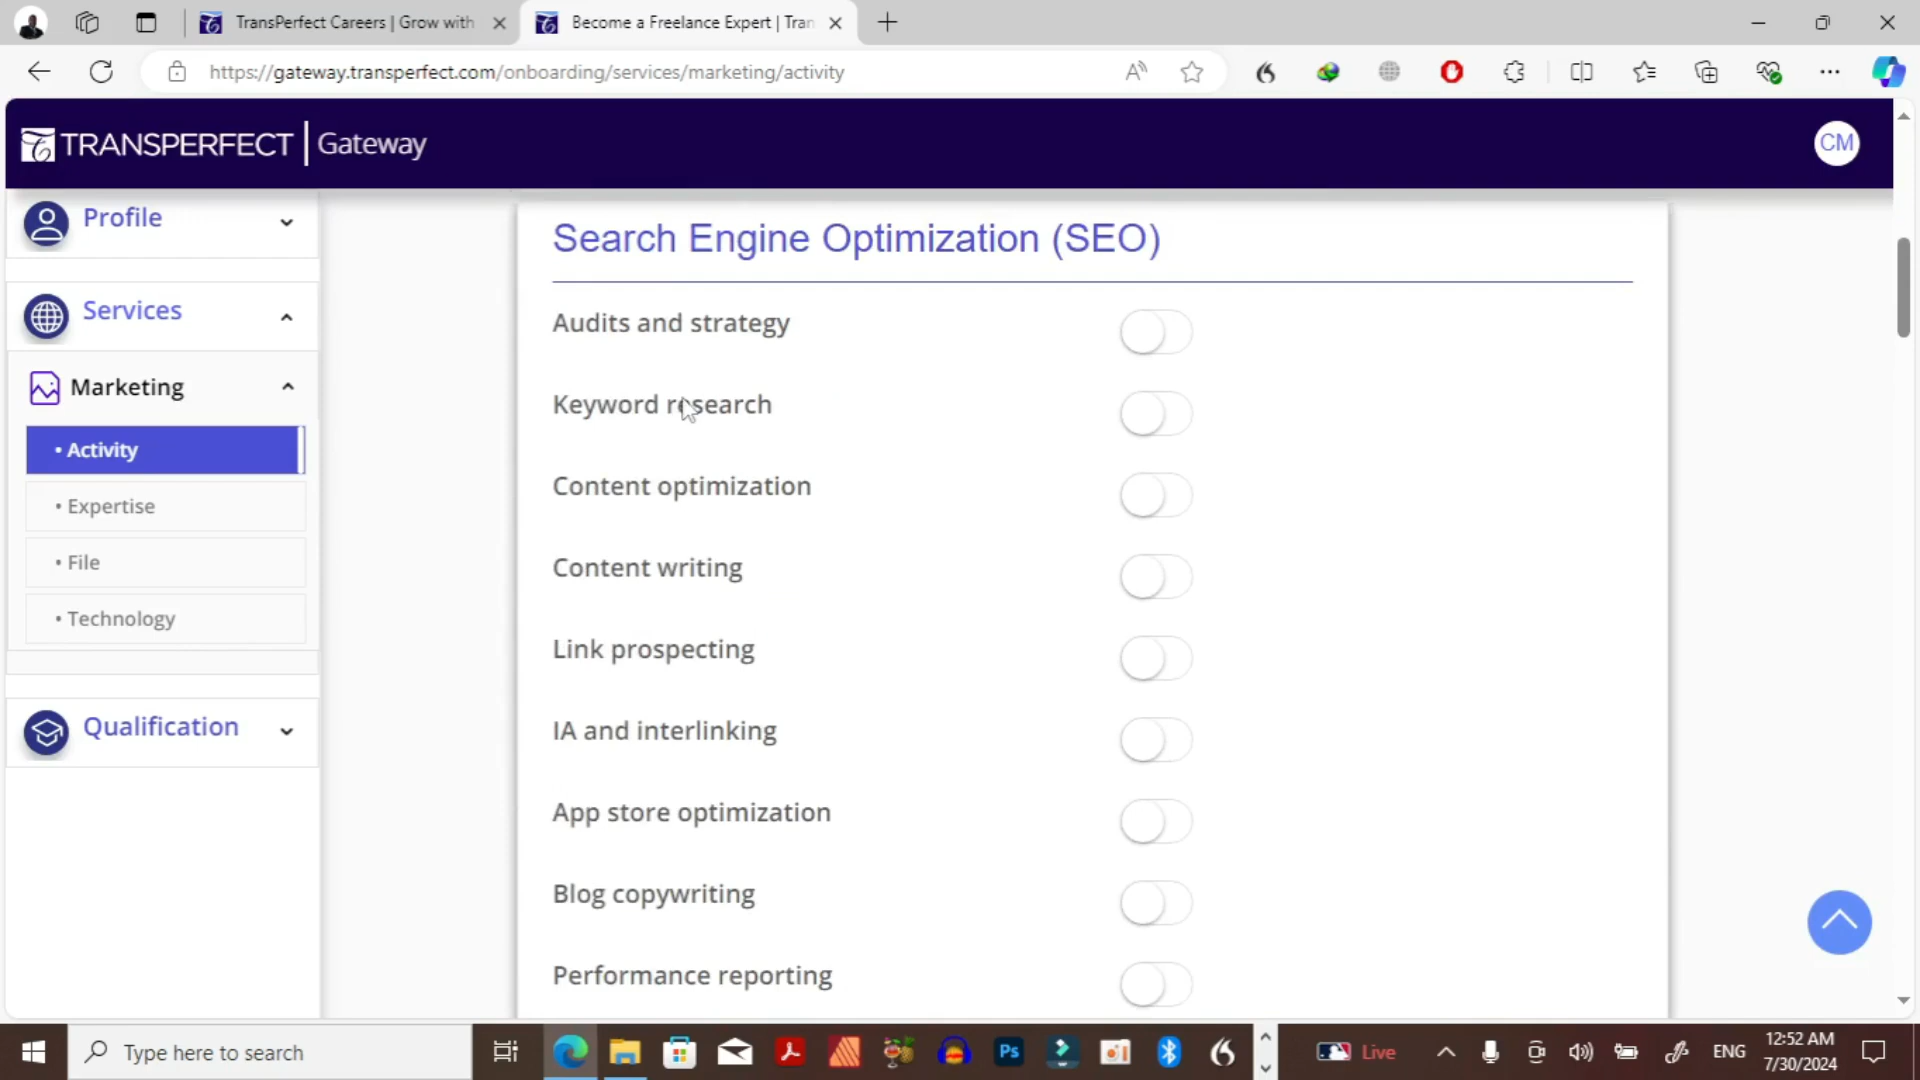 TransPerfect Careers | Grow with
Become a Freelance Expert | Tran
https://gateway.transperfect.com/onboarding/services/marketing/activity
TRANSPERFECT | Gateway
CM
Profile
Services
Marketing
• Activity
• Expertise
• File
• Technology
Qualification
Search Engine Optimization (SEO)
Audits and strategy
Keyword research
Content optimization
Content writing
Link prospecting
IA and interlinking
App store optimization
Blog copywriting
Performance reporting
Type here to search
Ps
Live
ENG
12:52 AM
7/30/2024